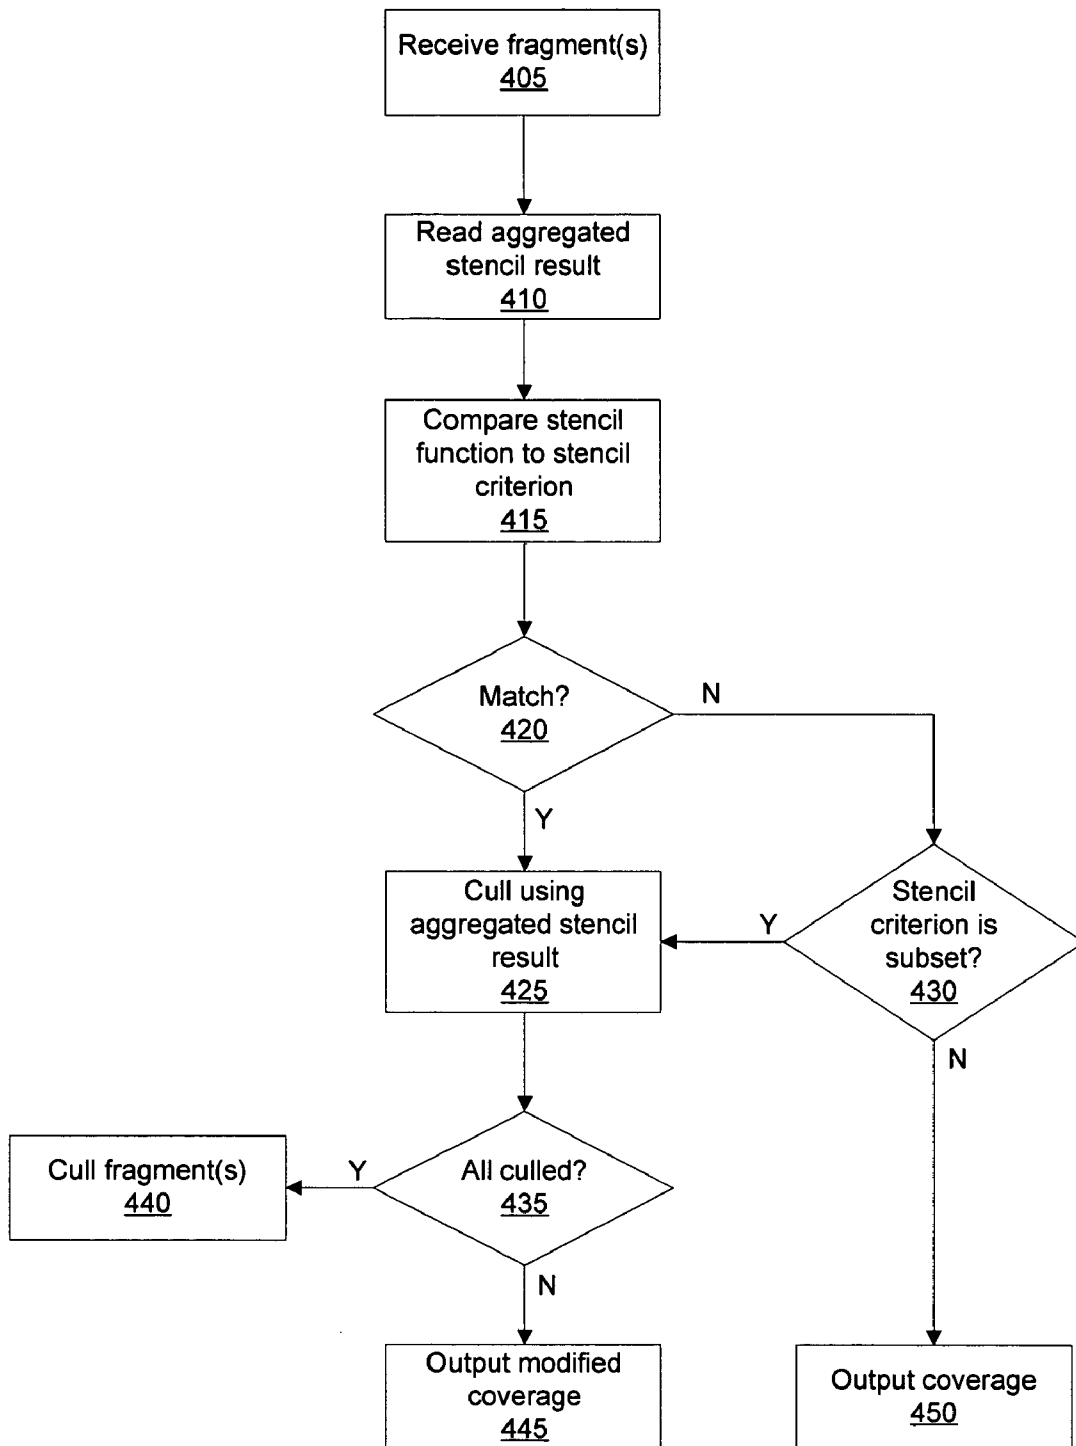 Receive fragment(s)
405
Read aggregated
stencil result
410
Compare stencil
function to stencil
criterion
415
Match?
420
N
Y
Cull using
aggregated stencil
result
425
Y
Stencil
criterion is
subset?
430
N
Cull fragment(s)
440
Y
All culled?
435
N
Output modified
coverage
445
Output coverage
450